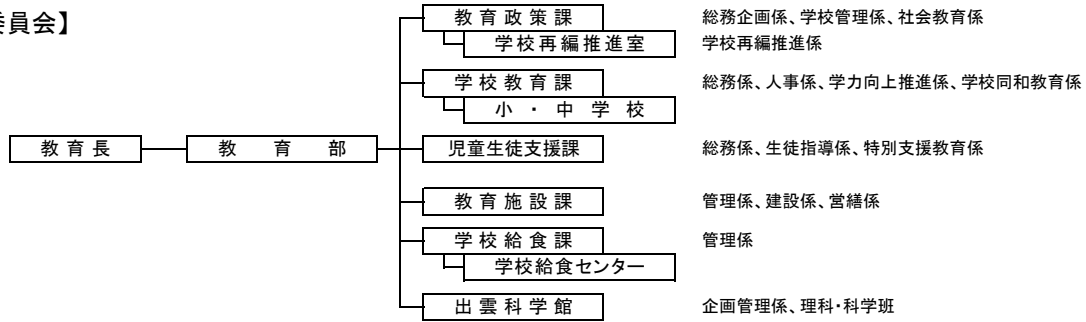 委員会】
教育政策課 総務企画係、学校管理係、社会教育係
学校再編推進室 学校再編推進係
学校教育課 総務係、人事係、学力向上推進係、学校同和教育係
小・中学校
教育長 教育部 児童生徒支援課 総務係、生徒指導係、特別支援教育係
教育施設課 管理係、建設係、営繕係
学校給食課 管理係
学校給食センター
出雲科学館 企画管理係、理科・科学班